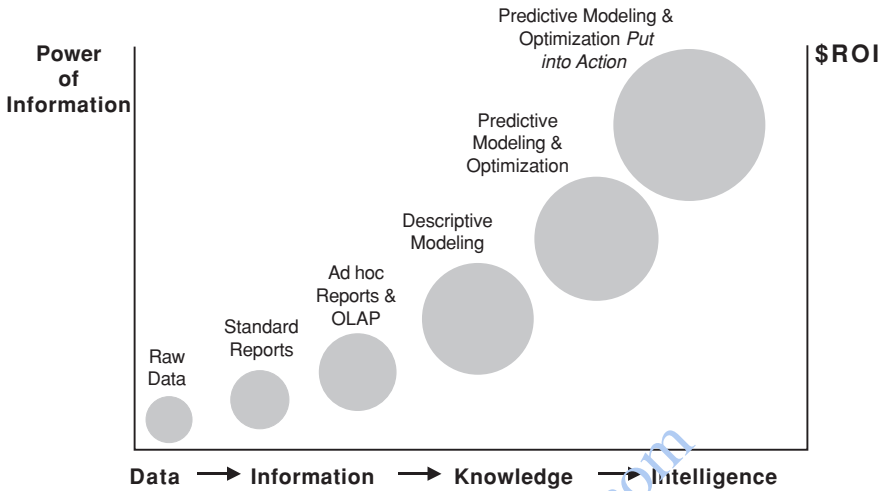 Predictive Modeling &
Optimization Put
into Action
Power
of
Information
$ROI
Predictive
Modeling &
Optimization
Descriptive
Modeling
Ad hoc
Reports &
OLAP
Standard
Reports
Raw
Data
Data Information Knowledge Intelligence
com